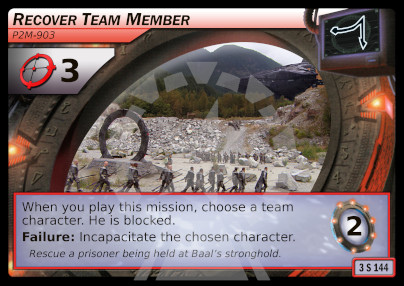 RECOVER TEAM MEMBER
P2M-903
3
When you play this mission, choose a team
character. He is blocked.
Failure: Incapacitate the chosen character.
Rescue a prisoner being held at Baal's stronghold.
2
3 S 144